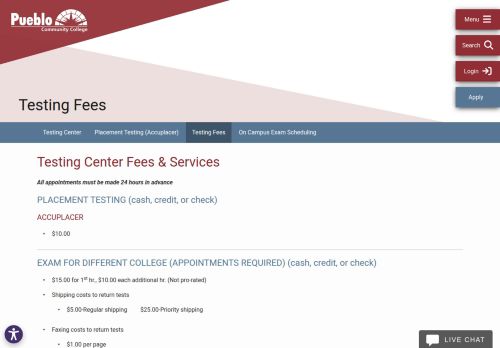 Pueblo
Community College
Menu
Search
Login
Apply
Testing Fees
Testing Center
Placement Testing (Accuplacer)
Testing Fees
On Campus Exam Scheduling
Testing Center Fees & Services
All appointments must be made 24 hours in advance
PLACEMENT TESTING (cash, credit, or check)
ACCUPLACER
• $10.00
EXAM FOR DIFFERENT COLLEGE (APPOINTMENTS REQUIRED) (cash, credit, or check)
• $15.00 for 1st hr., $10.00 each additional hr. (Not pro-rated)
• Shipping costs to return tests
• $5.00-Regular shipping $25.00-Priority shipping
• Faxing costs to return tests
• $1.00 per page
LIVE CHAT